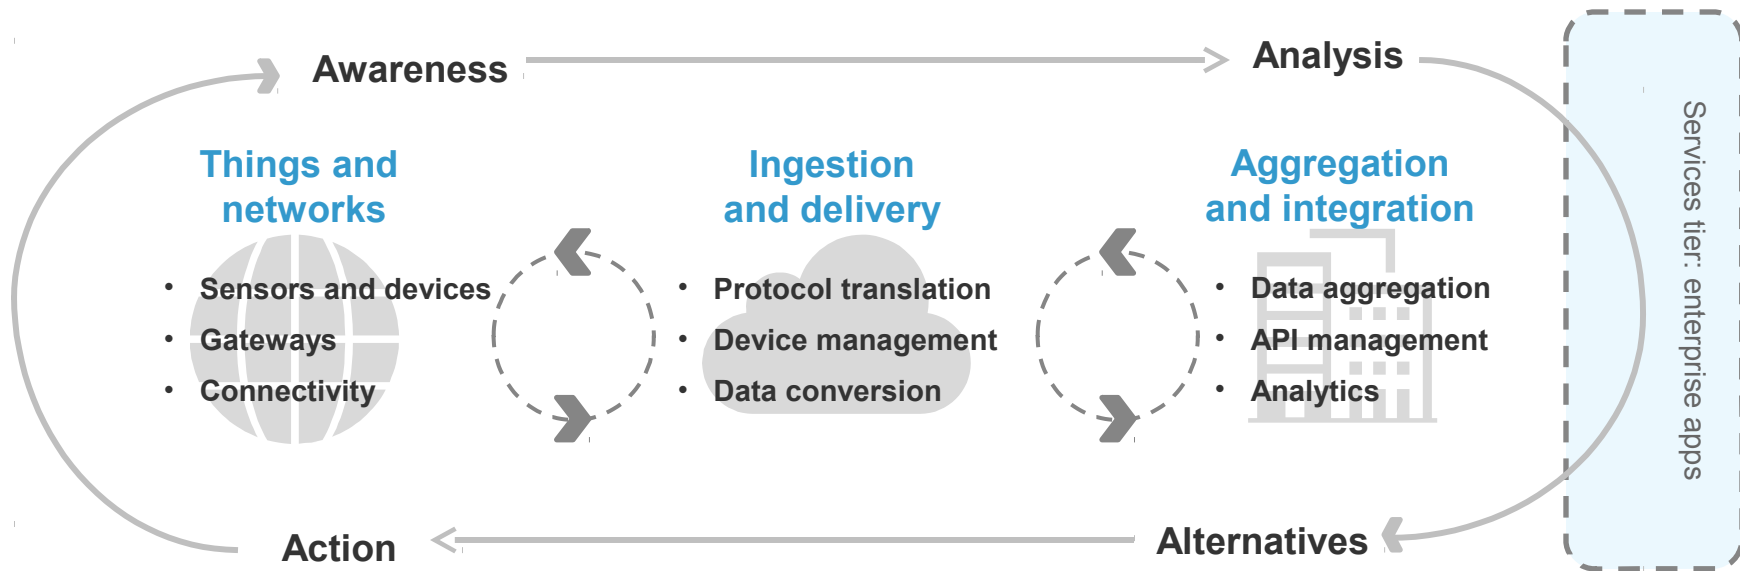 Awareness
Analysis
Things and
networks
• Sensors and devices
• Gateways
• Connectivity
Ingestion
and delivery
• Protocol translation
• Device management
• Data conversion
Aggregation
and integration
• Data aggregation
• API management
• Analytics
Services tier: enterprise apps
Action
Alternatives